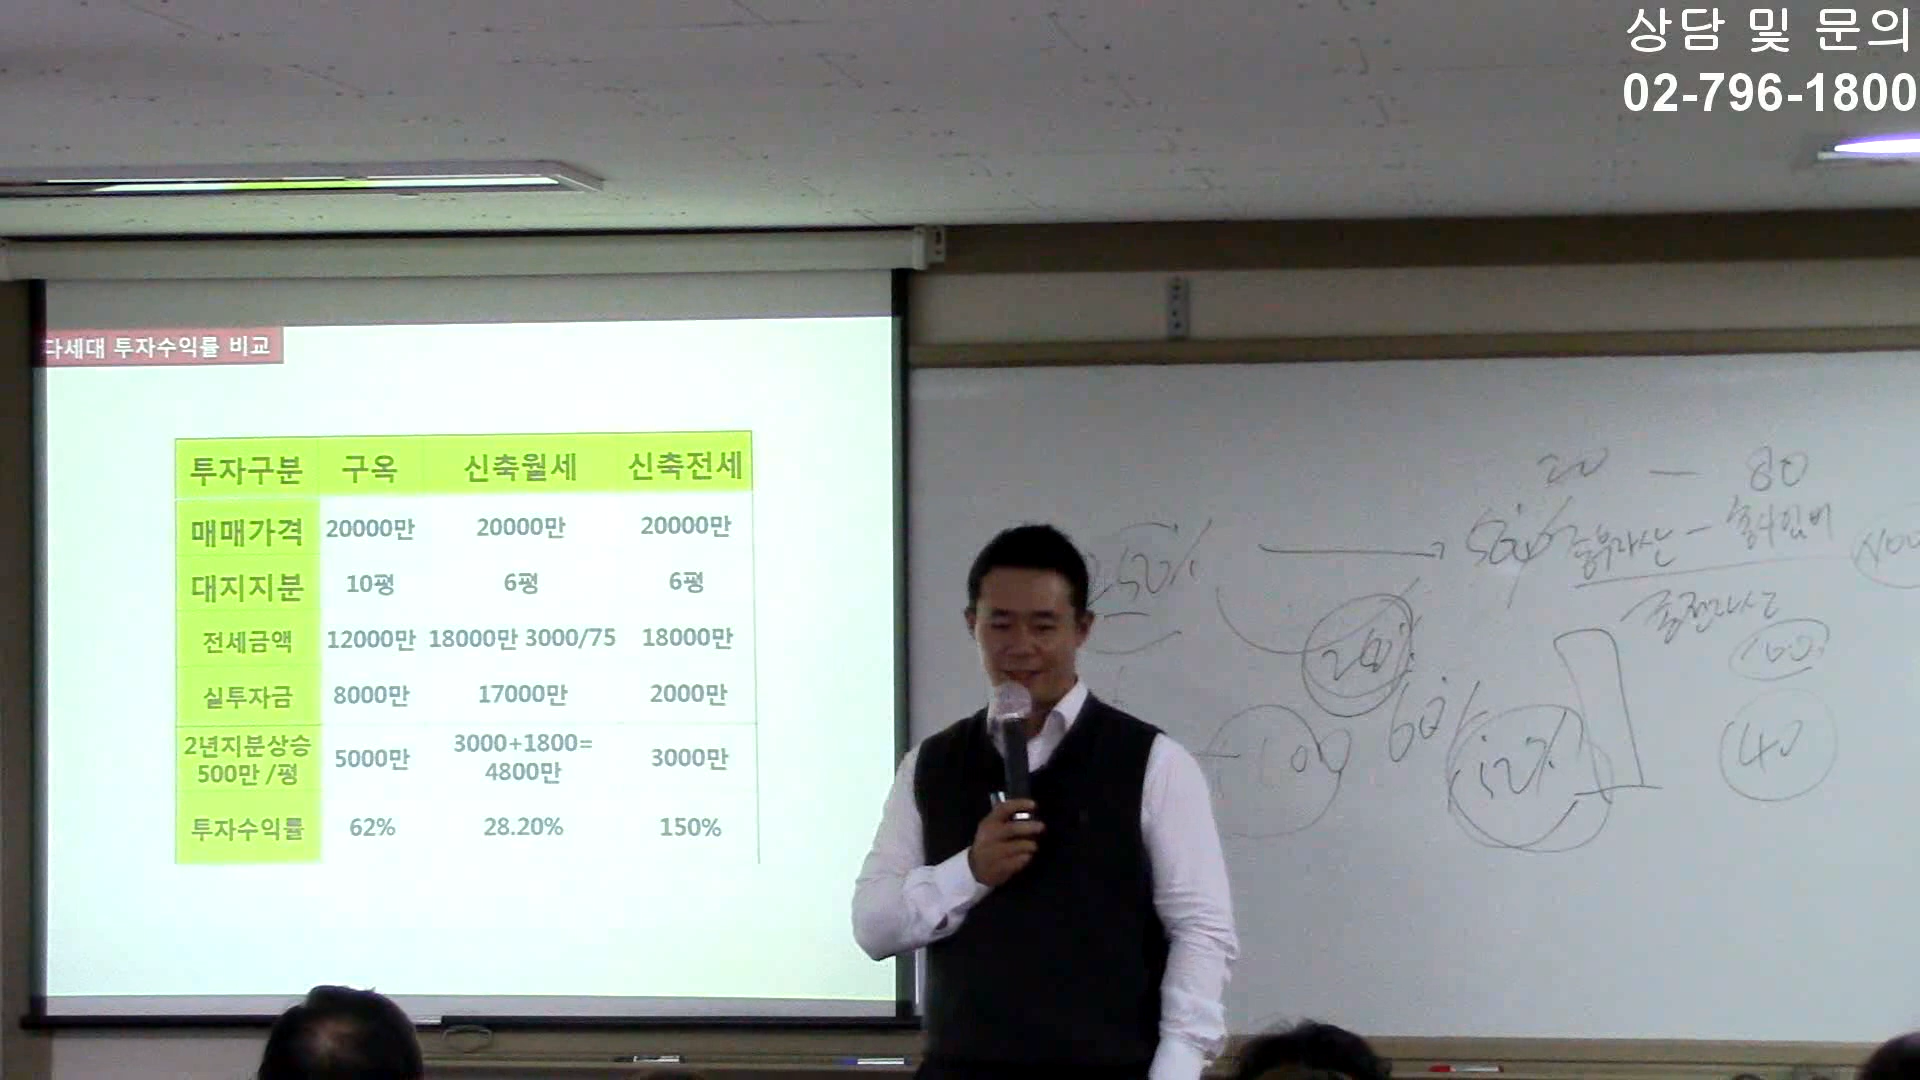 상담 및 문의
02-796-1800
다세대 투자수익률 비교
투자구분 구옥 신축월세 신축전세
매매가격 20000만 20000만 20000만
대지지분 10평 6평 6평
전세금액 12000만 18000만 3000/75 18000만
실투자금 8000만 17000만 2000만
2년지분상승 500만 /평 5000만 3000+1800= 4800만 3000만
투자수익률 62% 28.20% 150%
20 - 80
250%
60%
100
40